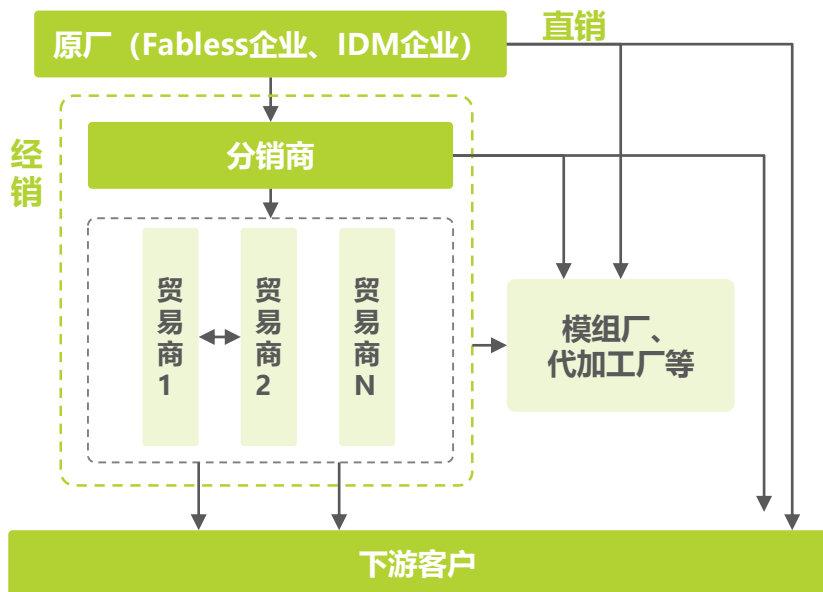 原厂（Fabless企业、IDM企业）
直销
经销
分销商
贸易商1
贸易商2
贸易商N
模组厂、
代加工厂等
下游客户